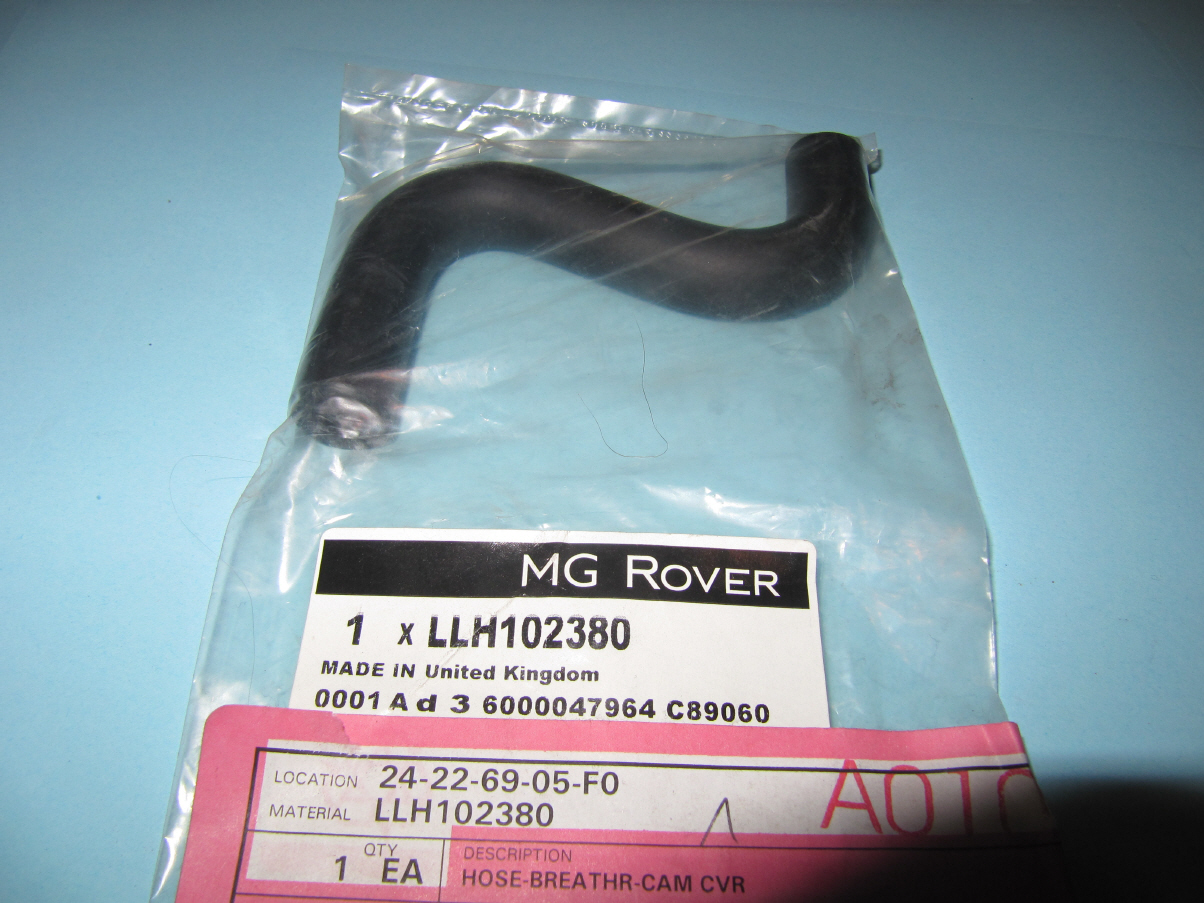 MG ROVER
1 x LLH102380
MADE IN United Kingdom
0001 A d 3 6000047964 C89060
LOCATION 24-22-69-05-F0
MATERIAL LLH102380
QTY
1 EA
DESCRIPTION
HOSE-BREATHR-CAM CVR